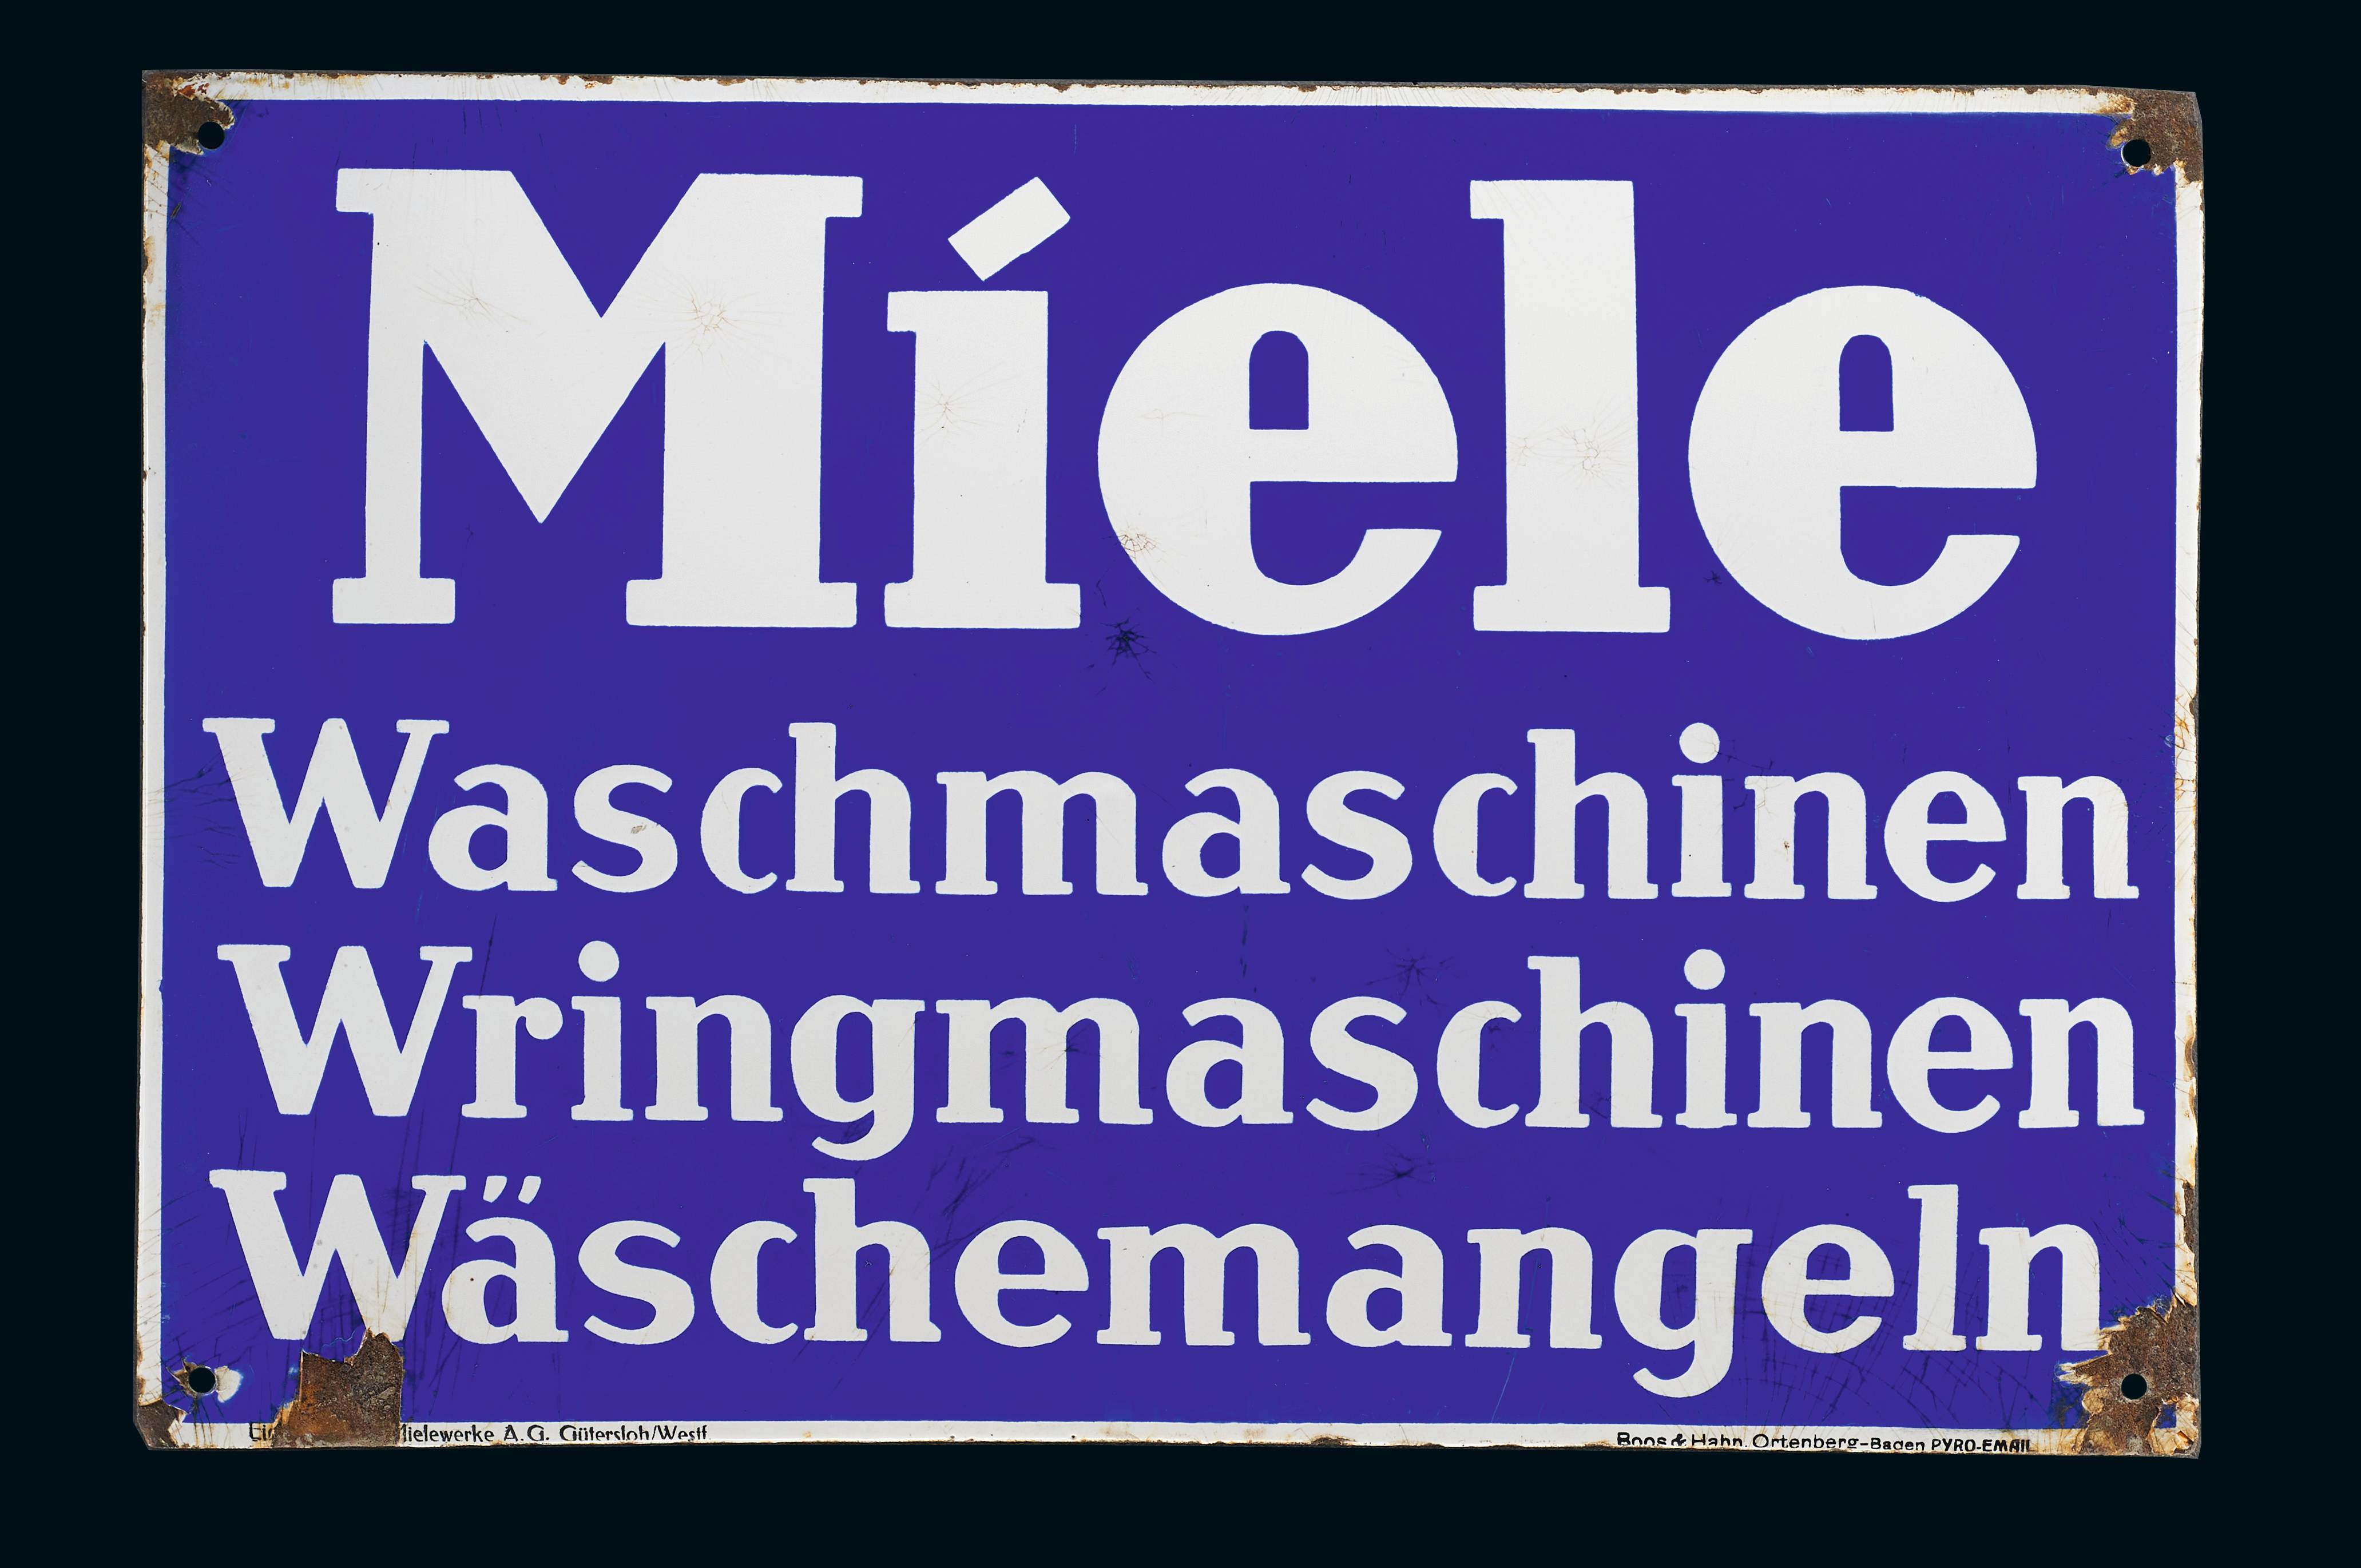 Miele
Waschmaschinen
Wringmaschinen
Wäschemangeln
Mielewerke A.G. Gütersloh/Westf.
Boos & Hahn, Ortenberg-Baden PYRO-EMAIL